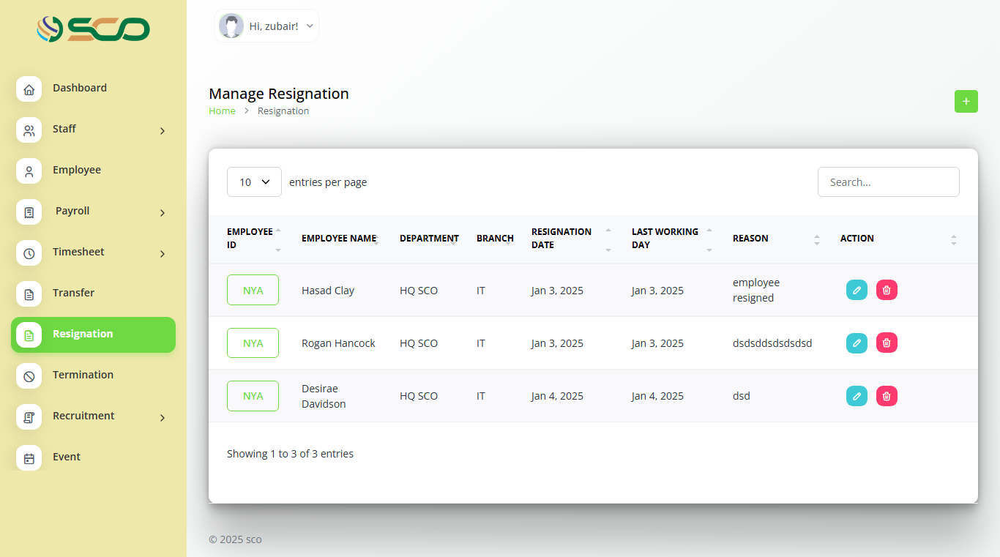 SCO
Hi, zubair!
Dashboard
Staff
Employee
Payroll
Timesheet
Transfer
Resignation
Termination
Recruitment
Event
Manage Resignation
+
Home > Resignation
10 entries per page
Search...
EMPLOYEE ID
EMPLOYEE NAME
DEPARTMENT
BRANCH
RESIGNATION DATE
LAST WORKING DAY
REASON
ACTION
NYA Hasad Clay HQ SCO IT Jan 3, 2025 Jan 3, 2025 employee resigned
NYA Rogan Hancock HQ SCO IT Jan 3, 2025 Jan 3, 2025 dsdsddsdsdsdsd
NYA Desirae Davidson HQ SCO IT Jan 4, 2025 Jan 4, 2025 dsd
Showing 1 to 3 of 3 entries
© 2025 sco